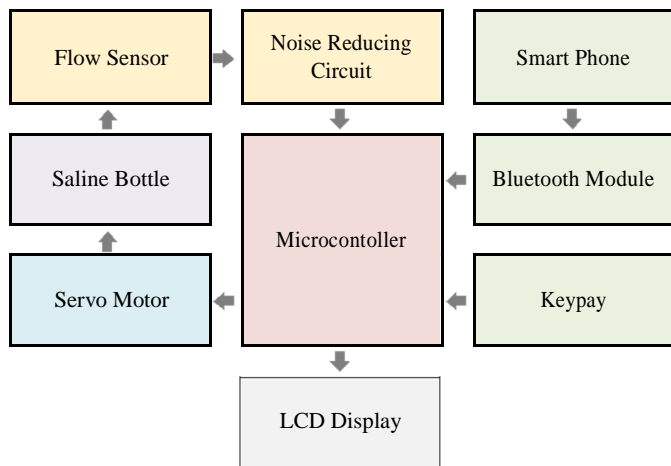 Flow Sensor
Noise Reducing
Circuit
Smart Phone
Saline Bottle
Microcontoller
Bluetooth Module
Servo Motor
Keypay
LCD Display